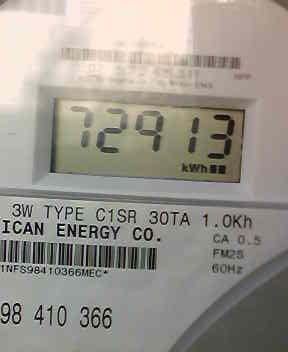 72913
kWh
3W TYPE C1SR 30TA 1.0Kh
ICAN ENERGY CO.
CA 0.5
FM2S
60Hz
1NFS98410366MEC*
98 410 366